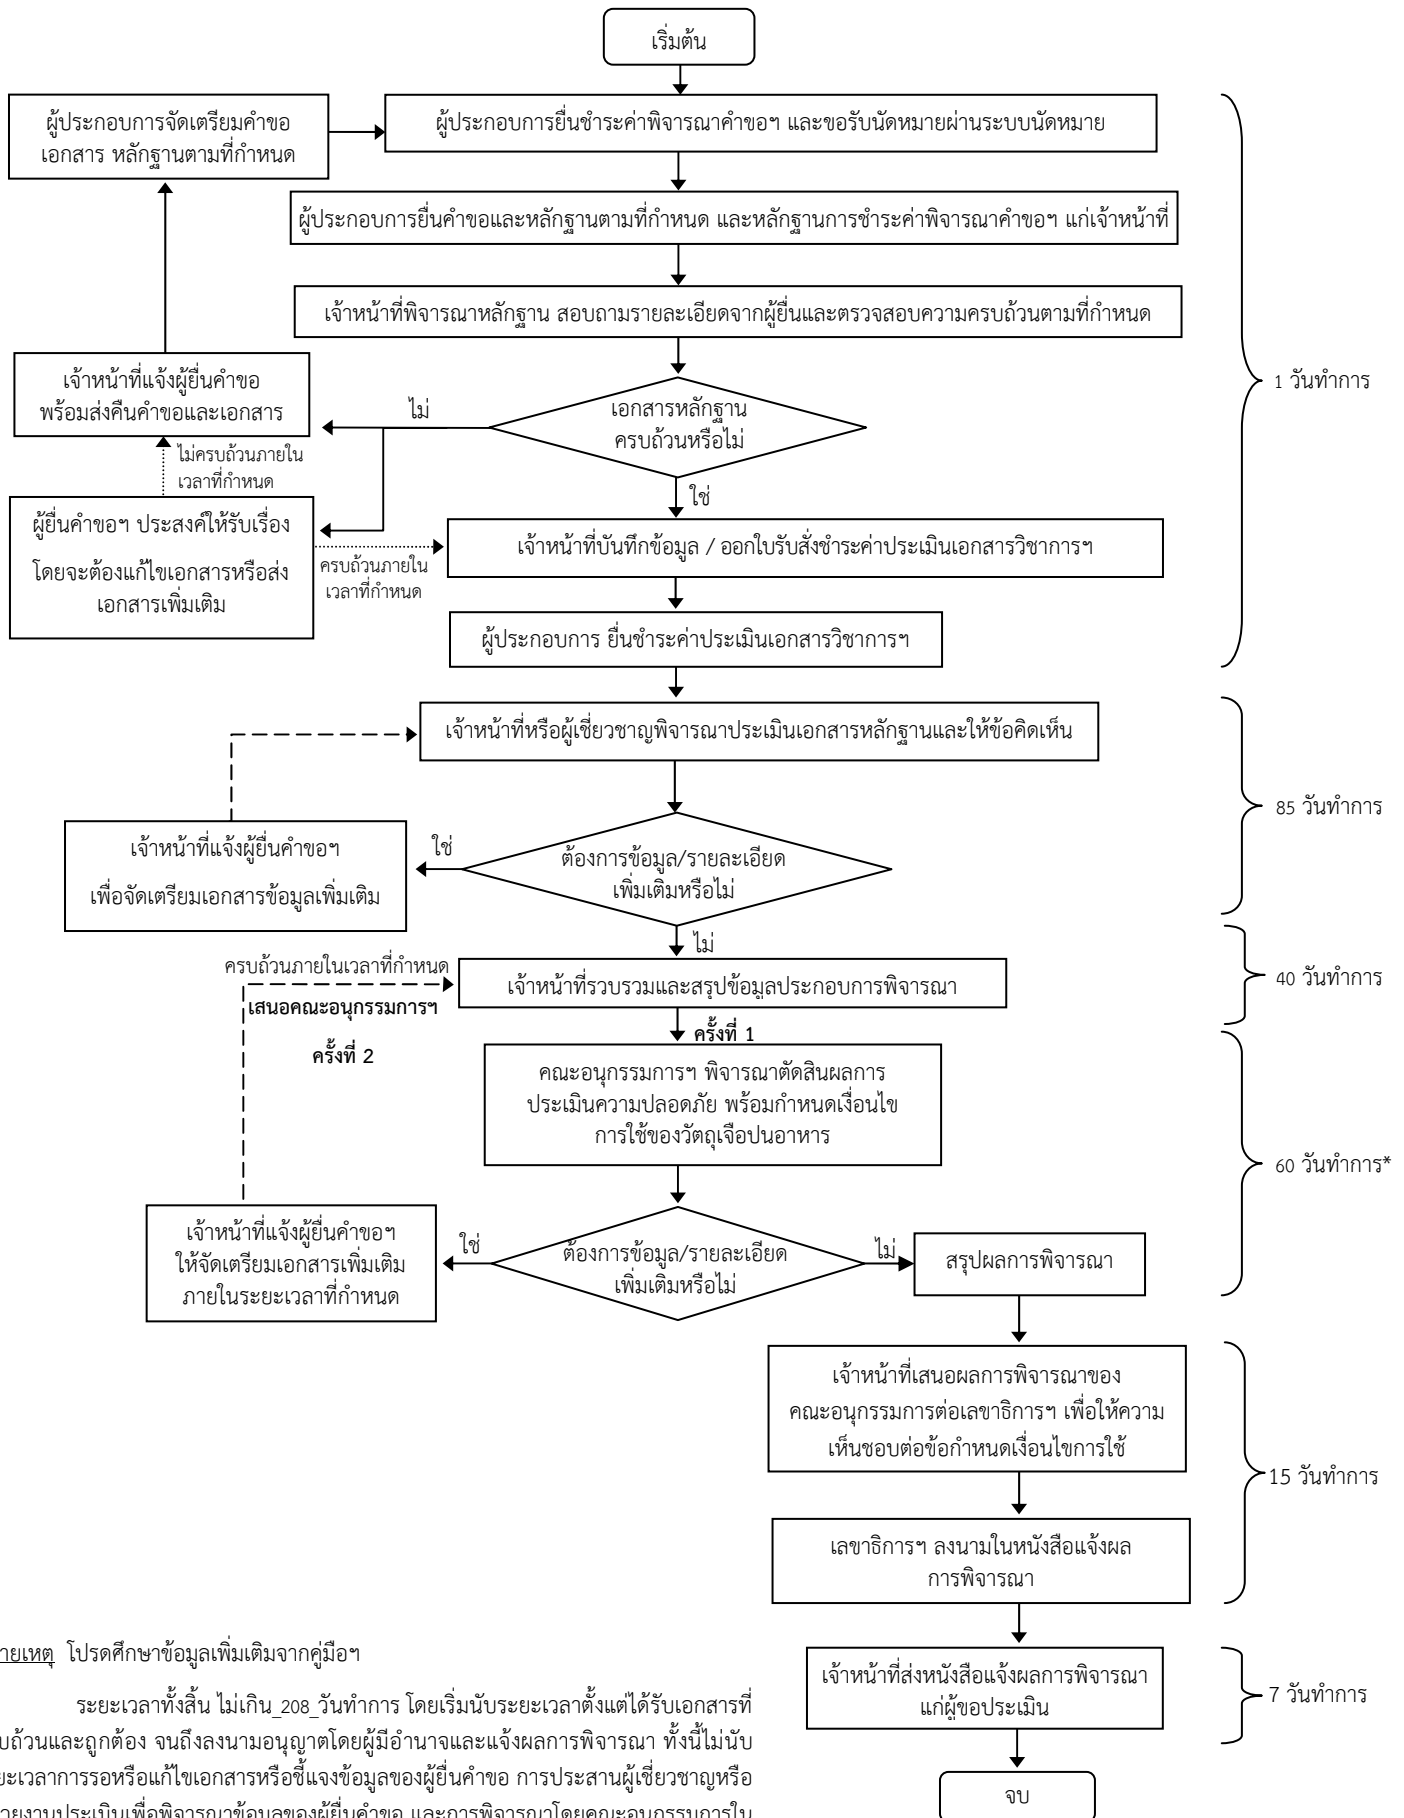 เริ่มต้น
ผู้ประกอบการจัดเตรียมคำขอ
เอกสาร หลักฐานตามที่กำหนด
ผู้ประกอบการยื่นชำระค่าพิจารณาคำขอฯ และขอรับนัดหมายผ่านระบบนัดหมาย
ผู้ประกอบการยื่นคำขอและหลักฐานตามที่กำหนด และหลักฐานการชำระค่าพิจารณาคำขอฯ แก่เจ้าหน้าที่
เจ้าหน้าที่พิจารณาหลักฐาน สอบถามรายละเอียดจากผู้ยื่นและตรวจสอบความครบถ้วนตามที่กำหนด
1 วันทำการ
เจ้าหน้าที่แจ้งผู้ยื่นคำขอ
พร้อมส่งคืนคำขอและเอกสาร
ไม่
เอกสารหลักฐาน
ครบถ้วนหรือไม่
ไม่ครบถ้วนภายใน
เวลาที่กำหนด
ใช่
ผู้ยื่นคำขอฯ ประสงค์ให้รับเรื่อง
โดยจะต้องแก้ไขเอกสารหรือส่ง
เอกสารเพิ่มเติม
ครบถ้วนภายใน
เวลาที่กำหนด
เจ้าหน้าที่บันทึกข้อมูล / ออกใบรับสั่งชำระค่าประเมินเอกสารวิชาการฯ
ผู้ประกอบการ ยื่นชำระค่าประเมินเอกสารวิชาการฯ
เจ้าหน้าที่หรือผู้เชี่ยวชาญพิจารณาประเมินเอกสารหลักฐานและให้ข้อคิดเห็น
85 วันทำการ
เจ้าหน้าที่แจ้งผู้ยื่นคำขอฯ
เพื่อจัดเตรียมเอกสารข้อมูลเพิ่มเติม
ใช่
ต้องการข้อมูล/รายละเอียด
เพิ่มเติมหรือไม่
ไม่
ครบถ้วนภายในเวลาที่กำหนด
เสนอคณะอนุกรรมการฯ
ครั้งที่ 2
เจ้าหน้าที่รวบรวมและสรุปข้อมูลประกอบการพิจารณา
40 วันทำการ
ครั้งที่ 1
คณะอนุกรรมการฯ พิจารณาตัดสินผลการ
ประเมินความปลอดภัย พร้อมกำหนดเงื่อนไข
การใช้ของวัตถุเจือปนอาหาร
60 วันทำการ*
เจ้าหน้าที่แจ้งผู้ยื่นคำขอฯ
ให้จัดเตรียมเอกสารเพิ่มเติม
ภายในระยะเวลาที่กำหนด
ใช่
ต้องการข้อมูล/รายละเอียด
เพิ่มเติมหรือไม่
ไม่
สรุปผลการพิจารณา
เจ้าหน้าที่เสนอผลการพิจารณาของ
คณะอนุกรรมการต่อเลขาธิการฯ เพื่อให้ความ
เห็นชอบต่อข้อกำหนดเงื่อนไขการใช้
15 วันทำการ
เลขาธิการฯ ลงนามในหนังสือแจ้งผล
การพิจารณา
เจ้าหน้าที่ส่งหนังสือแจ้งผลการพิจารณา
แก่ผู้ขอประเมิน
7 วันทำการ
จบ
ายเหตุ โปรดศึกษาข้อมูลเพิ่มเติมจากคู่มือฯ
ระยะเวลาทั้งสิ้น ไม่เกิน_208_วันทำการ โดยเริ่มนับระยะเวลาตั้งแต่ได้รับเอกสารที่
บถ้วนและถูกต้อง จนถึงลงนามอนุญาตโดยผู้มีอำนาจและแจ้งผลการพิจารณา ทั้งนี้ไม่นับ
ยะเวลาการรอหรือแก้ไขเอกสารหรือชี้แจงข้อมูลของผู้ยื่นคำขอ การประสานผู้เชี่ยวชาญหรือ
ายงานประเมินเพื่อพิจารณาข้อมูลของผู้ยื่นคำขอ และการพิจารณาโดยคณะอนุกรรมการใน